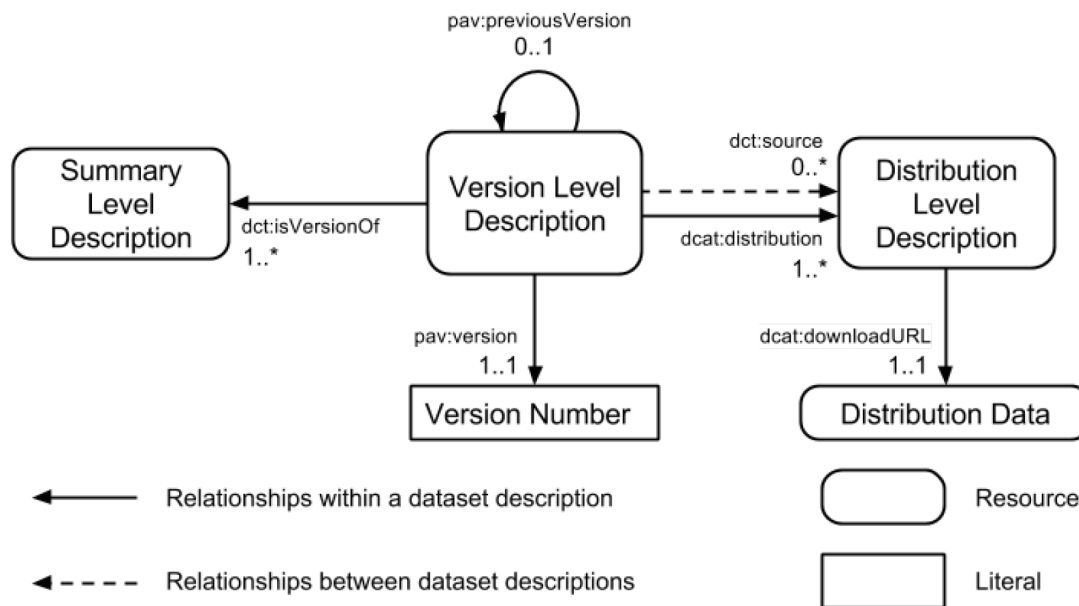 pav:previousVersion
0..1
Summary
Level
Description
dct:isVersionOf
1..*
Version Level
Description
dct:source
0..*
dcat:distribution
1..*
Distribution
Level
Description
pav:version
1..1
dcat:downloadURL
1..1
Version Number
Distribution Data
Relationships within a dataset description
Resource
Relationships between dataset descriptions
Literal